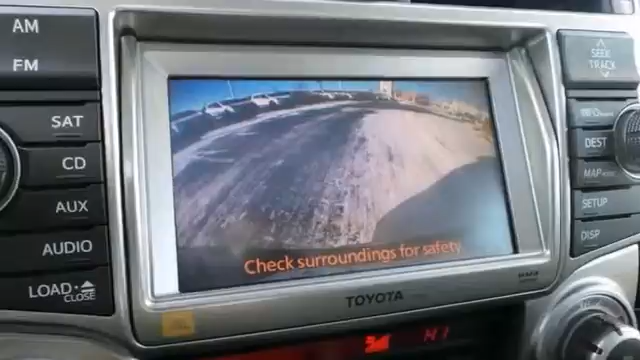 AM
FM
SAT
CD
AUX
AUDIO
LOAD CLOSE
Check surroundings for safety
TOYOTA
SEEK
TRACK
DEST
MAP
SETUP
DISP